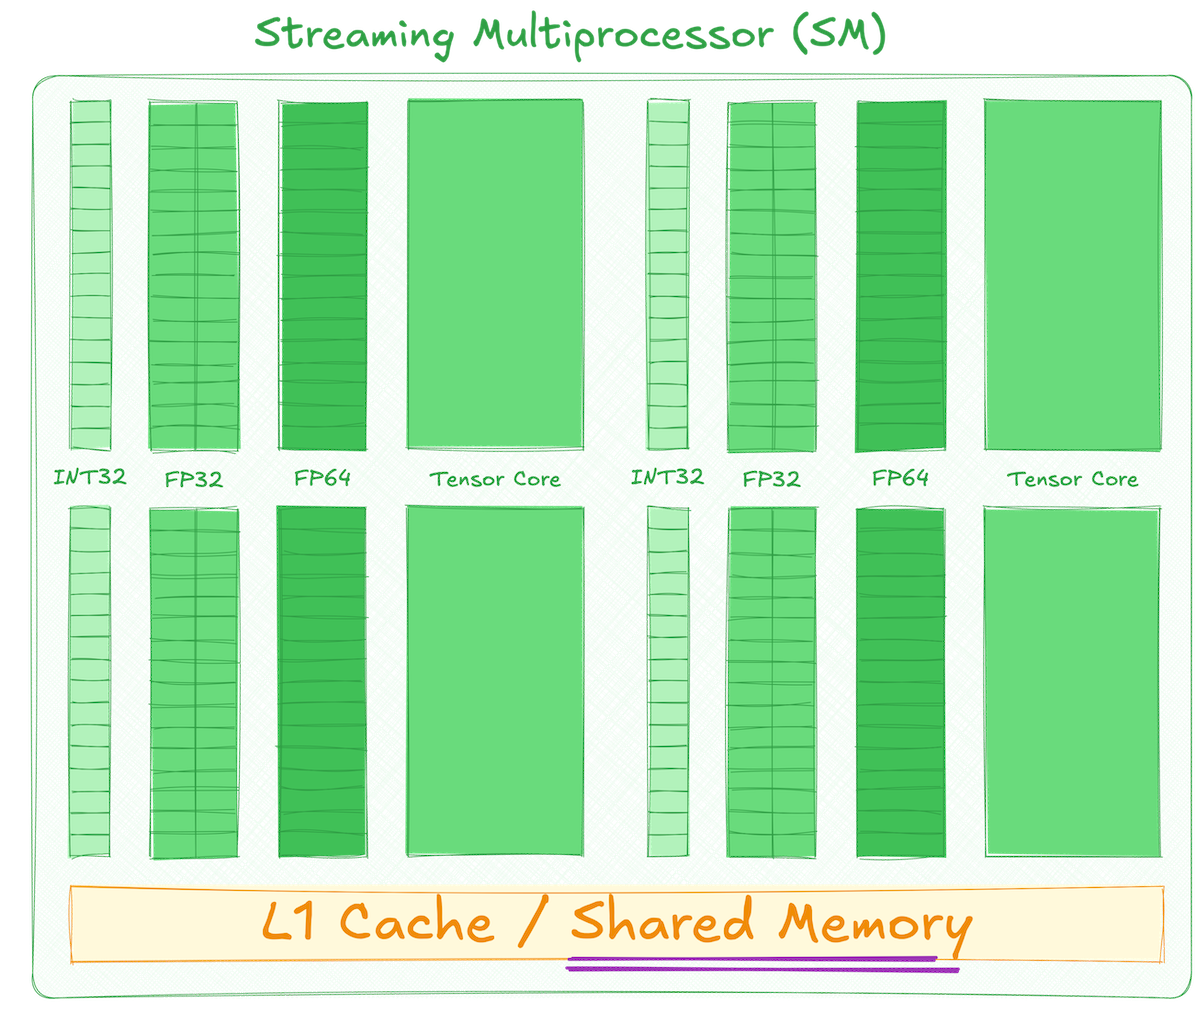 Streaming Multiprocessor (SM)
INT32 FP32 FP64 Tensor Core INT32 FP32 FP64 Tensor Core
L1 Cache / Shared Memory